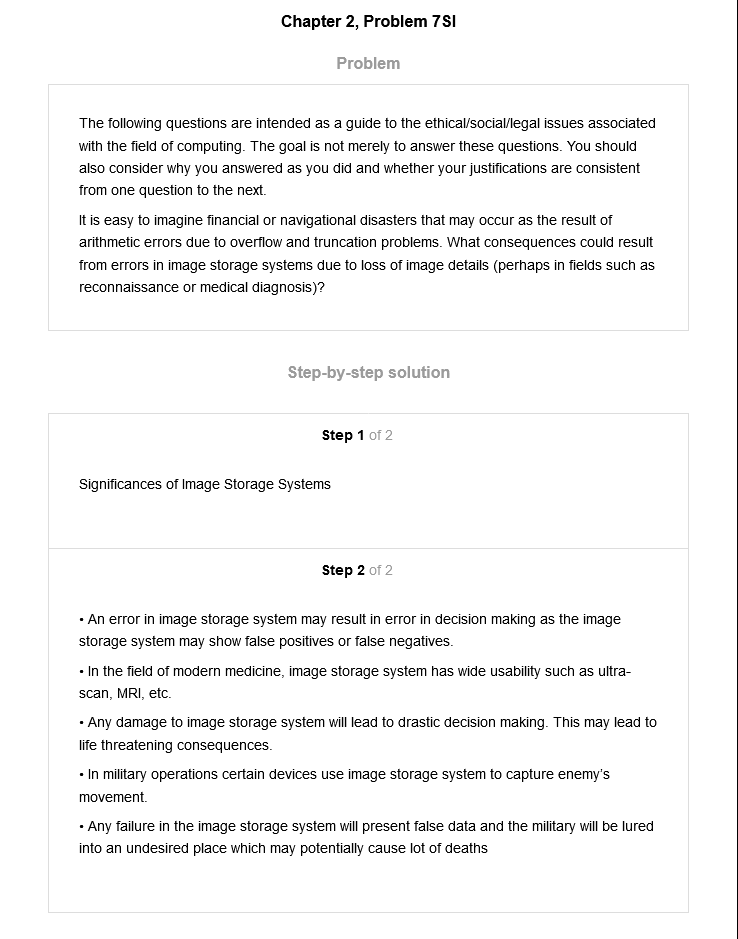 Chapter 2, Problem 7SI
Problem
The following questions are intended as a guide to the ethical/social/legal issues associated
with the field of computing. The goal is not merely to answer these questions. You should
also consider why you answered as you did and whether your justifications are consistent
from one question to the next.
It is easy to imagine financial or navigational disasters that may occur as the result of
arithmetic errors due to overflow and truncation problems. What consequences could result
from errors in image storage systems due to loss of image details (perhaps in fields such as
reconnaissance or medical diagnosis)?
Step-by-step solution
Step 1 of 2
Significances of Image Storage Systems
Step 2 of 2
• An error in image storage system may result in error in decision making as the image
storage system may show false positives or false negatives.
• In the field of modern medicine, image storage system has wide usability such as ultra-
scan, MRI, etc.
• Any damage to image storage system will lead to drastic decision making. This may lead to
life threatening consequences.
• In military operations certain devices use image storage system to capture enemy’s
movement.
• Any failure in the image storage system will present false data and the military will be lured
into an undesired place which may potentially cause lot of deaths